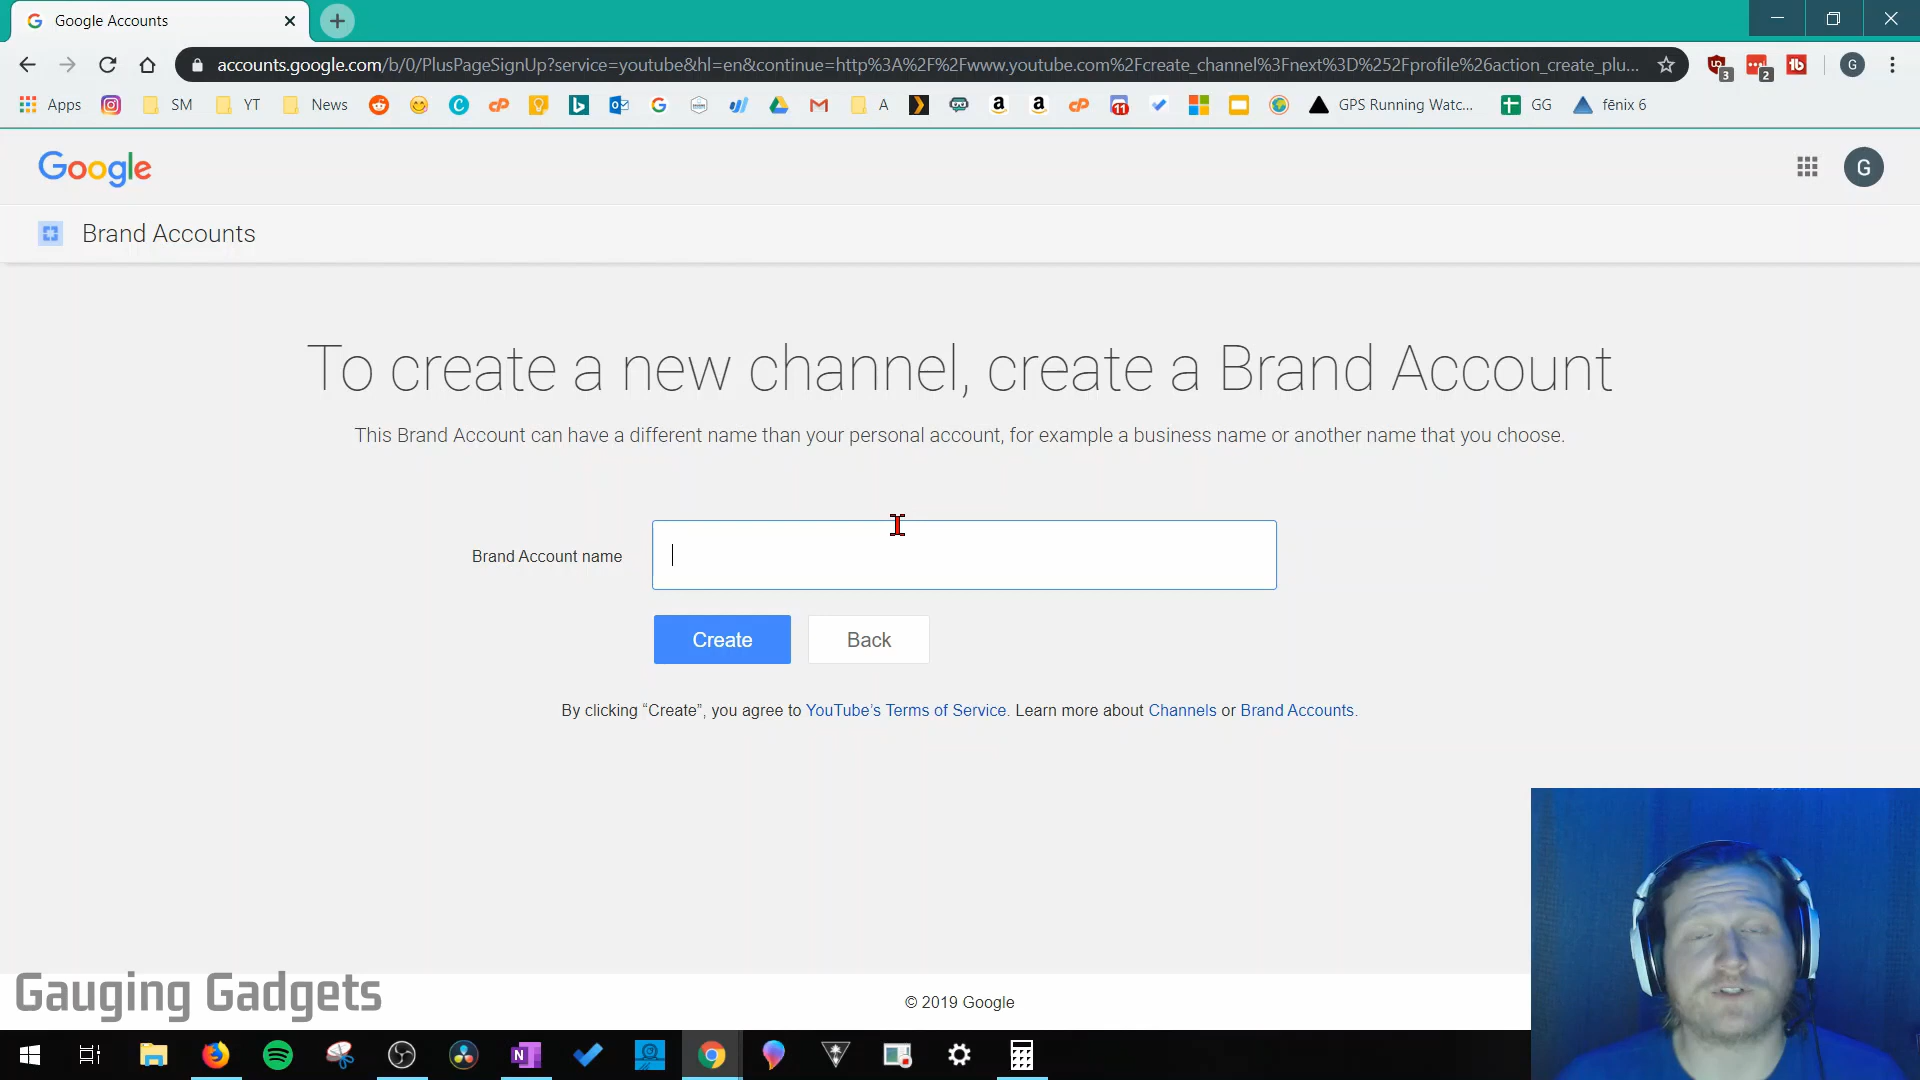 Google Accounts
accounts.google.com/b/0/PlusPageSignUp?service=youtube&hl=en&continue=http%3A%2F%2Fwww.youtube.com%2Fcreate_channel%3Fnext%3D%252Fprofile%26action_create_plu...
3
2
G
Apps
SM
YT
News
A
11
GPS Running Watc...
GG
fēnix 6
Google
G
Brand Accounts
To create a new channel, create a Brand Account
This Brand Account can have a different name than your personal account, for example a business name or another name that you choose.
Brand Account name
Create
Back
By clicking “Create”, you agree to YouTube’s Terms of Service. Learn more about Channels or Brand Accounts.
Gauging Gadgets
© 2019 Google